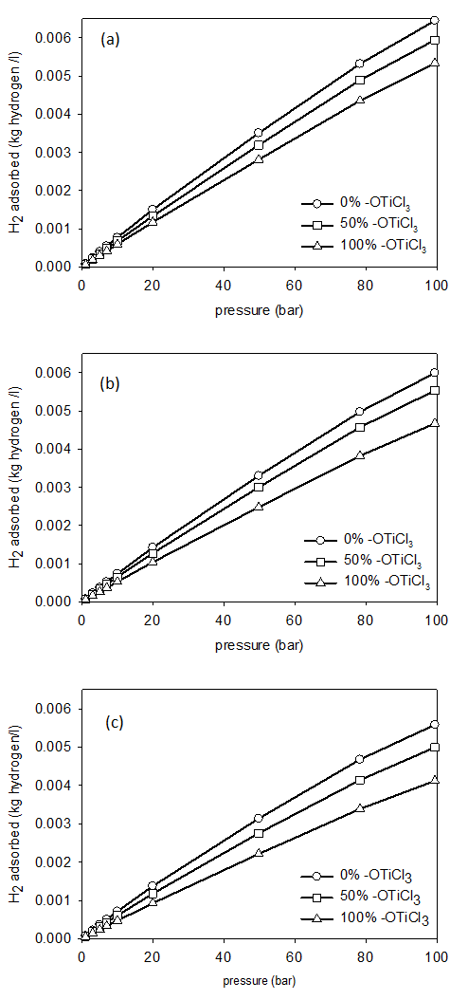 (a)
H2 adsorbed (kg hydrogen /l)
0.006
0.005
0.004
0.003
0.002
0.001
0.000
0% -OTiCl3
50% -OTiCl3
100% -OTiCl3
0 20 40 60 80 100
pressure (bar)
(b)
H2 adsorbed (kg hydrogen /l)
0.006
0.005
0.004
0.003
0.002
0.001
0.000
0% -OTiCl3
50% -OTiCl3
100% -OTiCl3
0 20 40 60 80 100
pressure (bar)
(c)
H2 adsorbed (kg hydrogen/l)
0.006
0.005
0.004
0.003
0.002
0.001
0.000
0% -OTiCl3
50% -OTiCl3
100% -OTiCl3
0 20 40 60 80 100
pressure (bar)